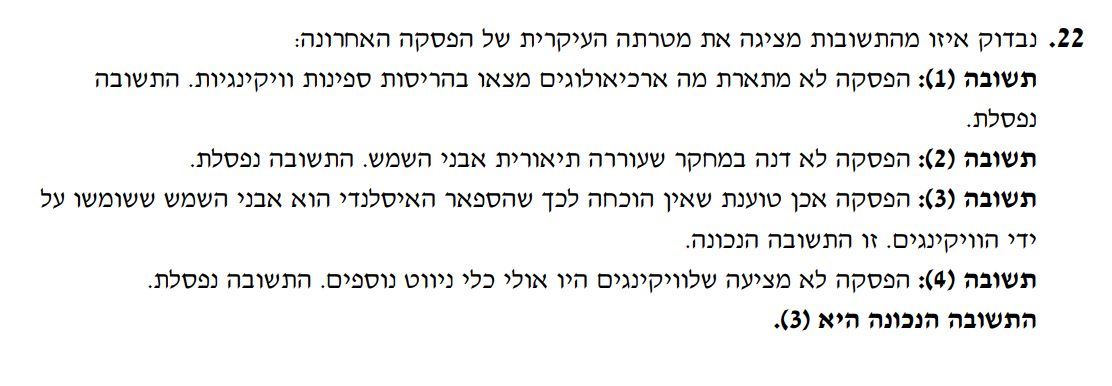 22. נבדוק איזו מהתשובות מציגה את מטרתה העיקרית של הפסקה האחרונה:
תשובה (1): הפסקה לא מתארת מה ארכיאולוגים מצאו בהריסות ספינות וויקינגיות. התשובה
נפסלת.
תשובה (2): הפסקה לא דנה במחקר שעוררה תיאורית אבני השמש. התשובה נפסלת.
תשובה (3): הפסקה אכן טוענת שאין הוכחה לכך שהספאר האיסלנדי הוא אבני השמש ששומשו על
ידי הוויקינגים. זו התשובה הנכונה.
תשובה (4): הפסקה לא מציעה שלוויקינגים היו אולי כלי ניווט נוספים. התשובה נפסלת.
התשובה הנכונה היא (3).